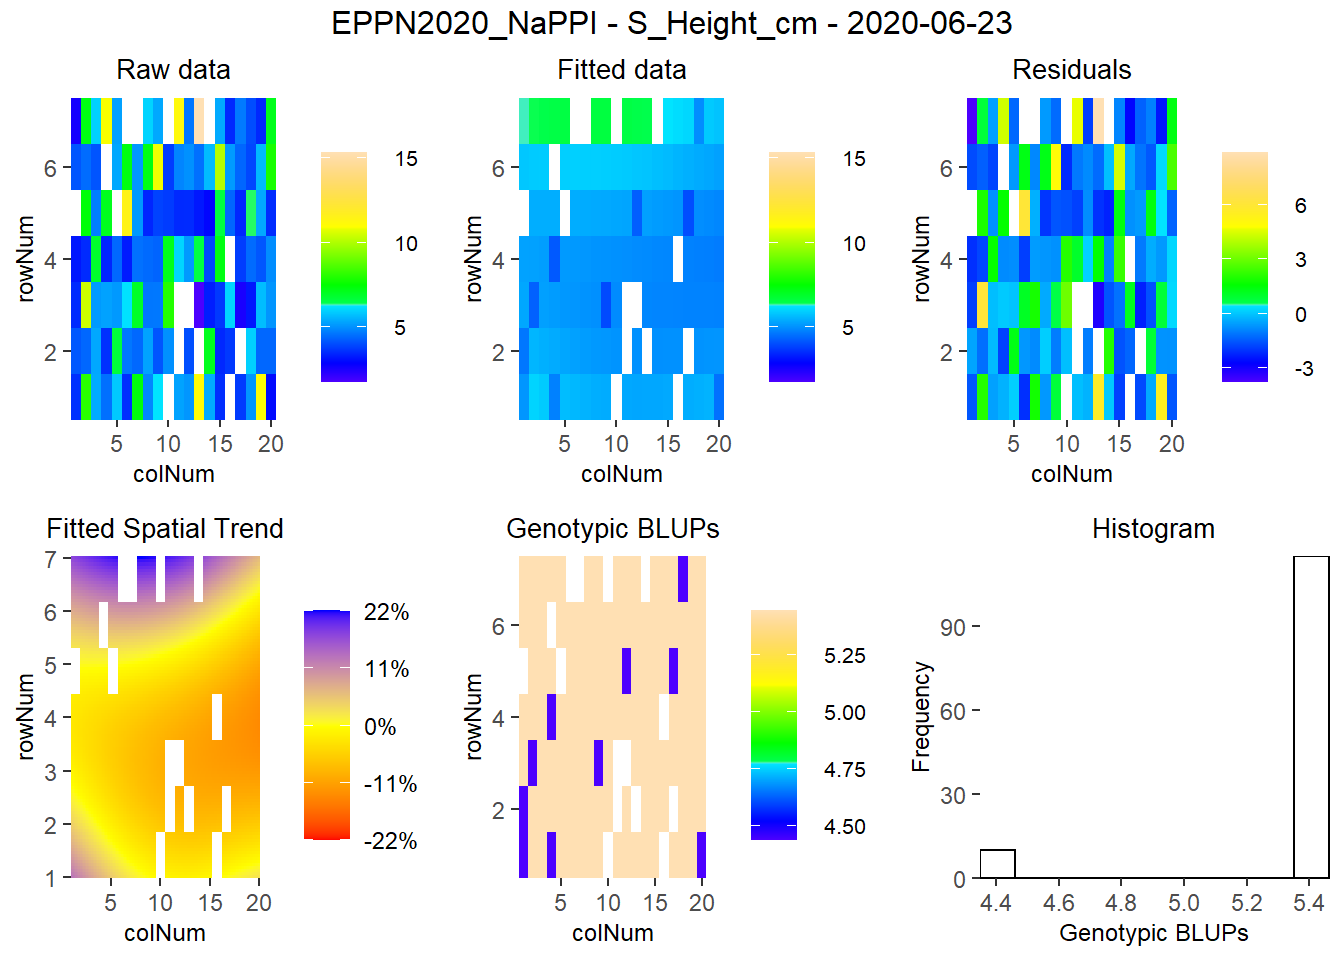 EPPN2020_NaPPI - S_Height_cm - 2020-06-23
Raw data
Fitted data
Residuals
rowNum
6
4
2
5 10 15 20
colNum
15
10
5
rowNum
6
4
2
5 10 15 20
colNum
15
10
5
rowNum
6
4
2
5 10 15 20
colNum
6
3
0
-3
Fitted Spatial Trend
Genotypic BLUPs
Histogram
rowNum
7
6
5
4
3
2
1
5 10 15 20
colNum
22%
11%
0%
-11%
-22%
rowNum
6
4
2
5 10 15 20
colNum
5.25
5.00
4.75
4.50
Frequency
90
60
30
0
4.4 4.6 4.8 5.0 5.2 5.4
Genotypic BLUPs